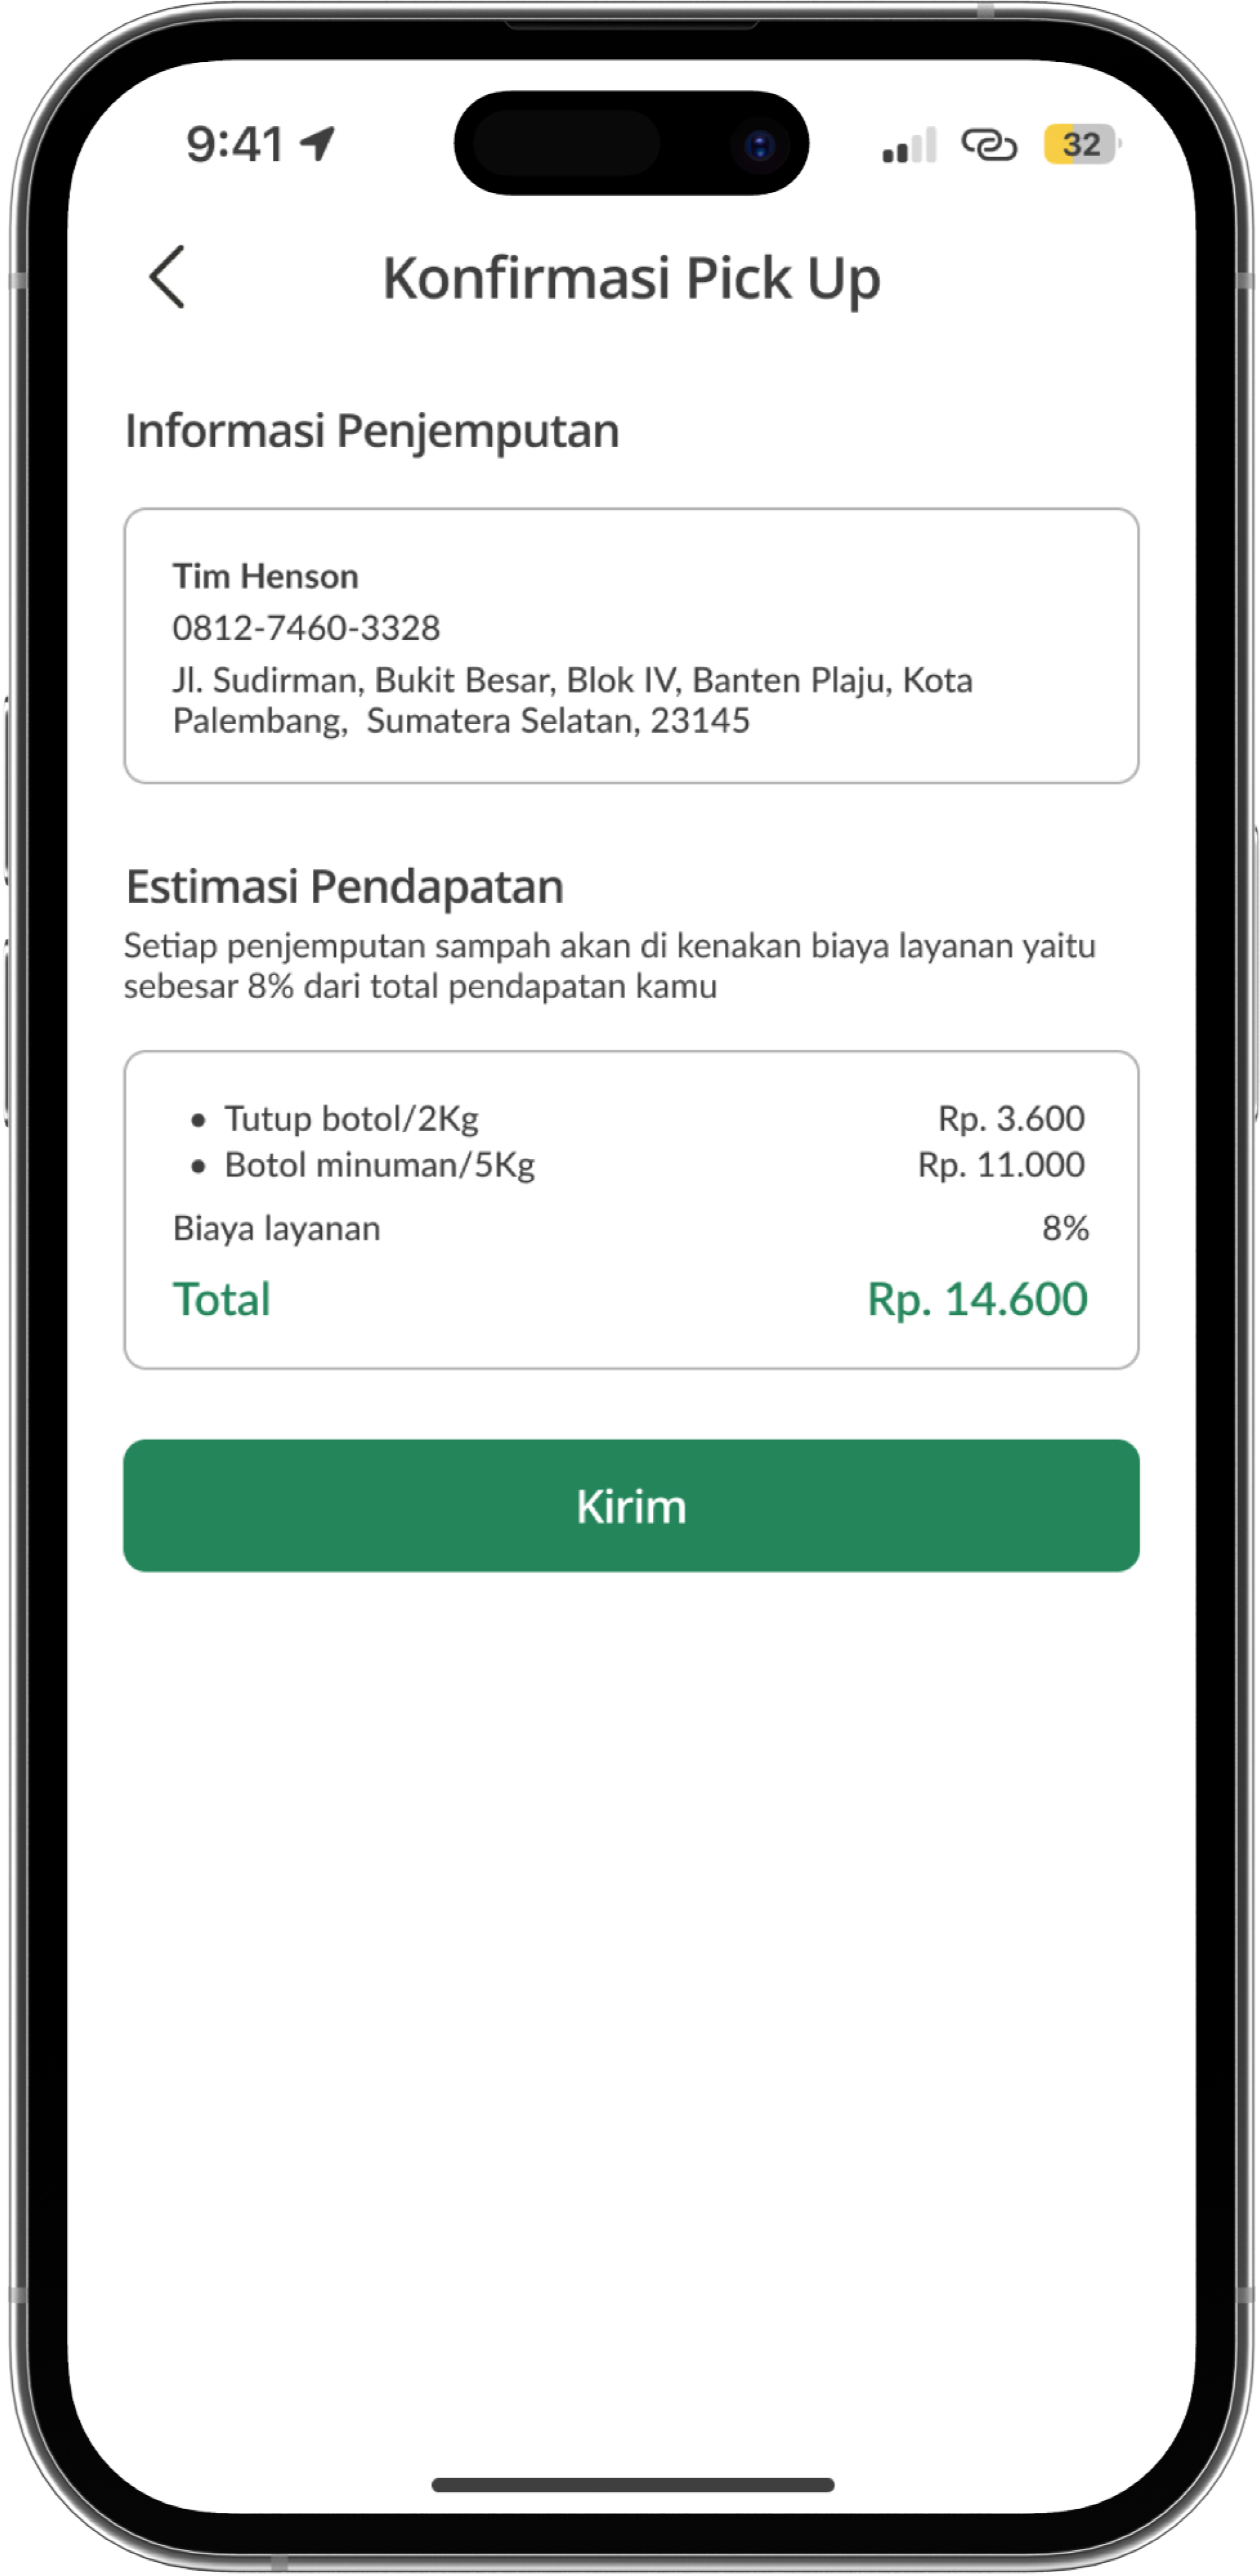 9:41
32
Konfirmasi Pick Up
Informasi Penjemputan
Tim Henson
0812-7460-3328
Jl. Sudirman, Bukit Besar, Blok IV, Banten Plaju, Kota
Palembang,  Sumatera Selatan, 23145
Estimasi Pendapatan
Setiap penjemputan sampah akan di kenakan biaya layanan yaitu
sebesar 8% dari total pendapatan kamu
• Tutup botol/2Kg Rp. 3.600
• Botol minuman/5Kg Rp. 11.000
Biaya layanan 8%
Total Rp. 14.600
Kirim